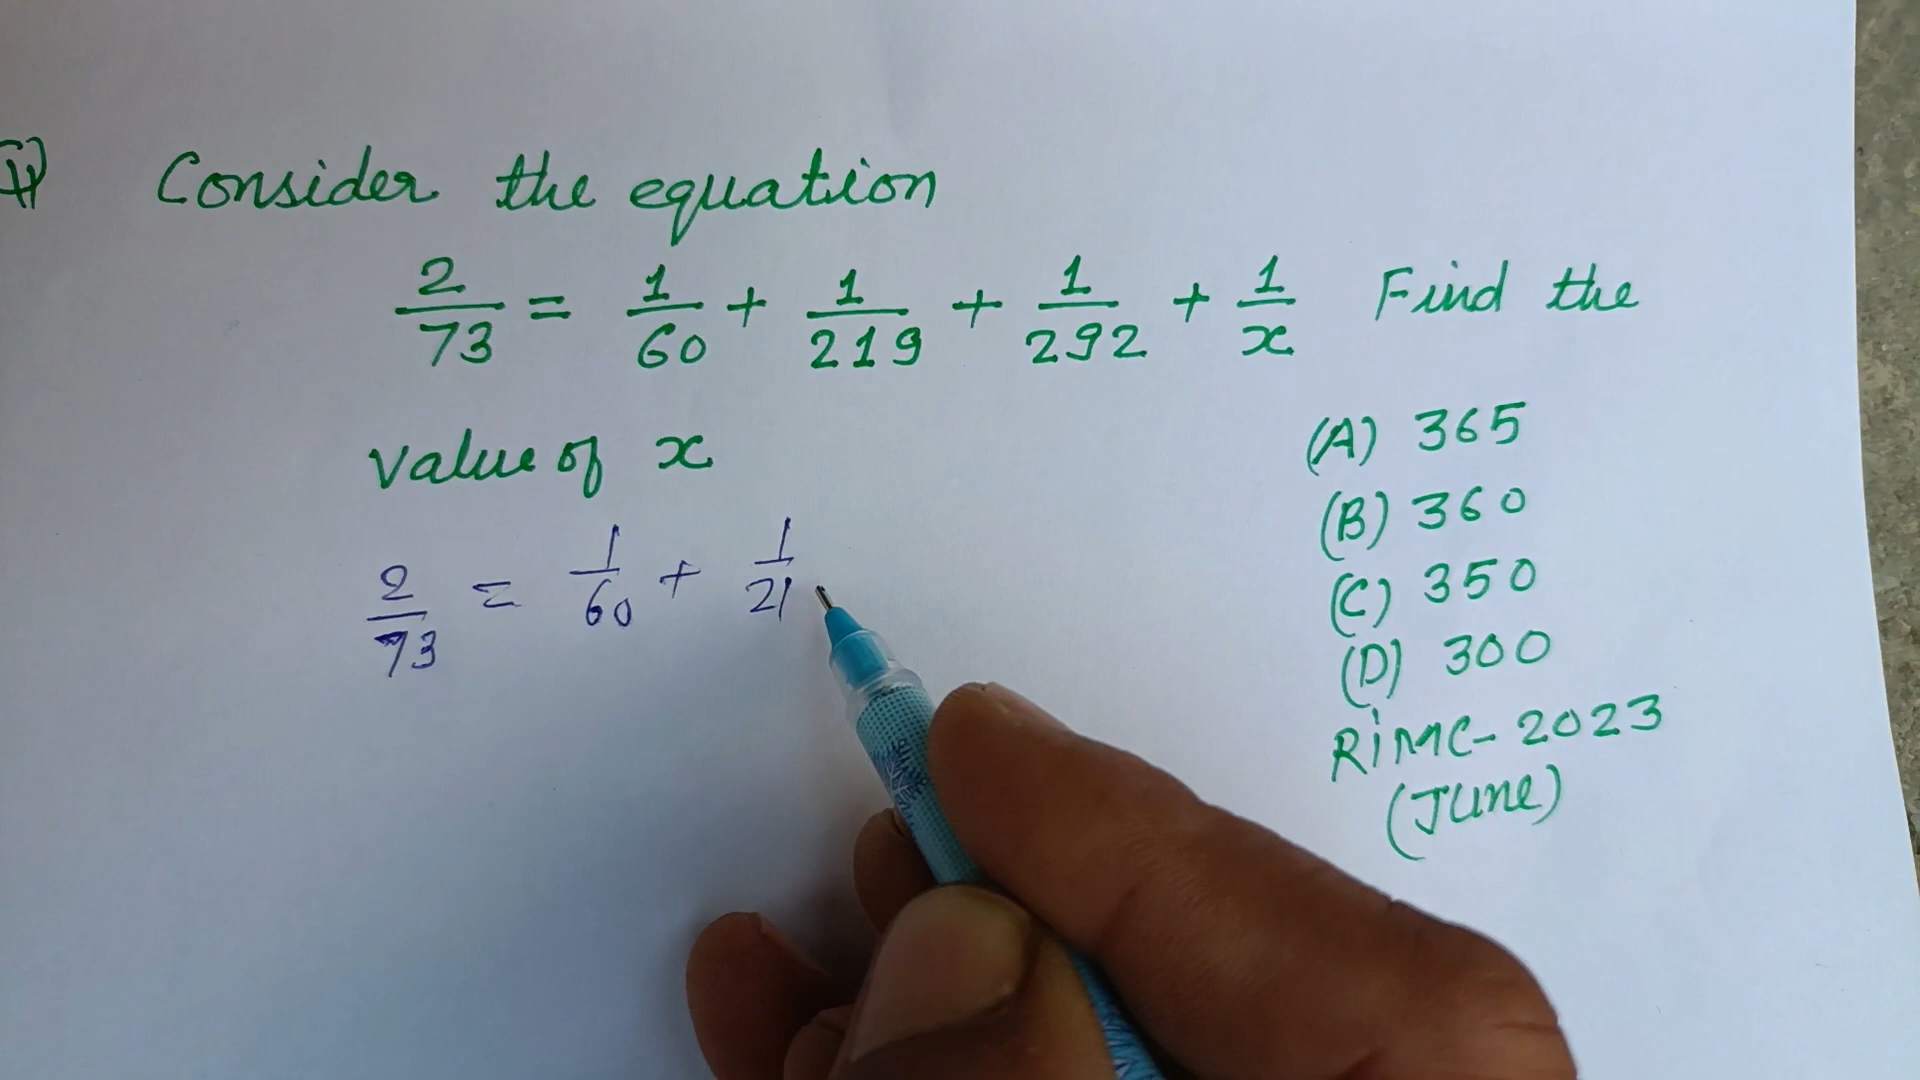 Consider the equation
2/73 = 1/60 + 1/219 + 1/292 + 1/x Find the
value of x
(A) 365
(B) 360
(C) 350
(D) 300
RiMC-2023
(June)
2/73 = 1/60 + 1/21